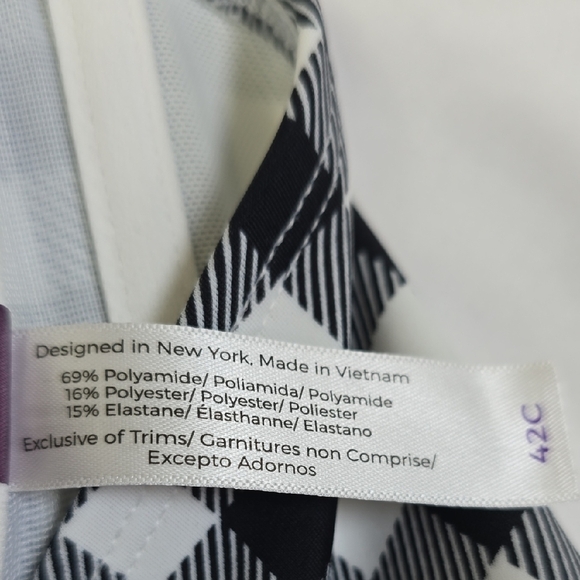 Designed in New York, Made in Vietnam
69% Polyamide/ Poliamida/ Polyamide
16% Polyester/ Polyester/ Poliester
15% Elastane/ Élasthanne/ Elastano
Exclusive of Trims/ Garnitures non Comprise/
Excepto Adornos
42C